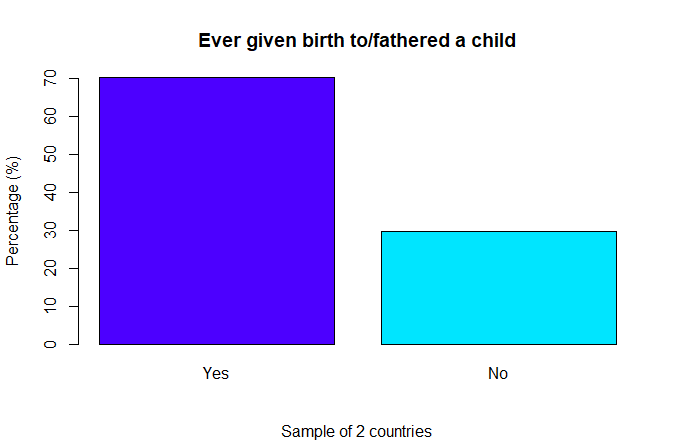 Ever given birth to/fathered a child
Percentage (%)
70
60
50
40
30
20
10
0
Yes
No
Sample of 2 countries